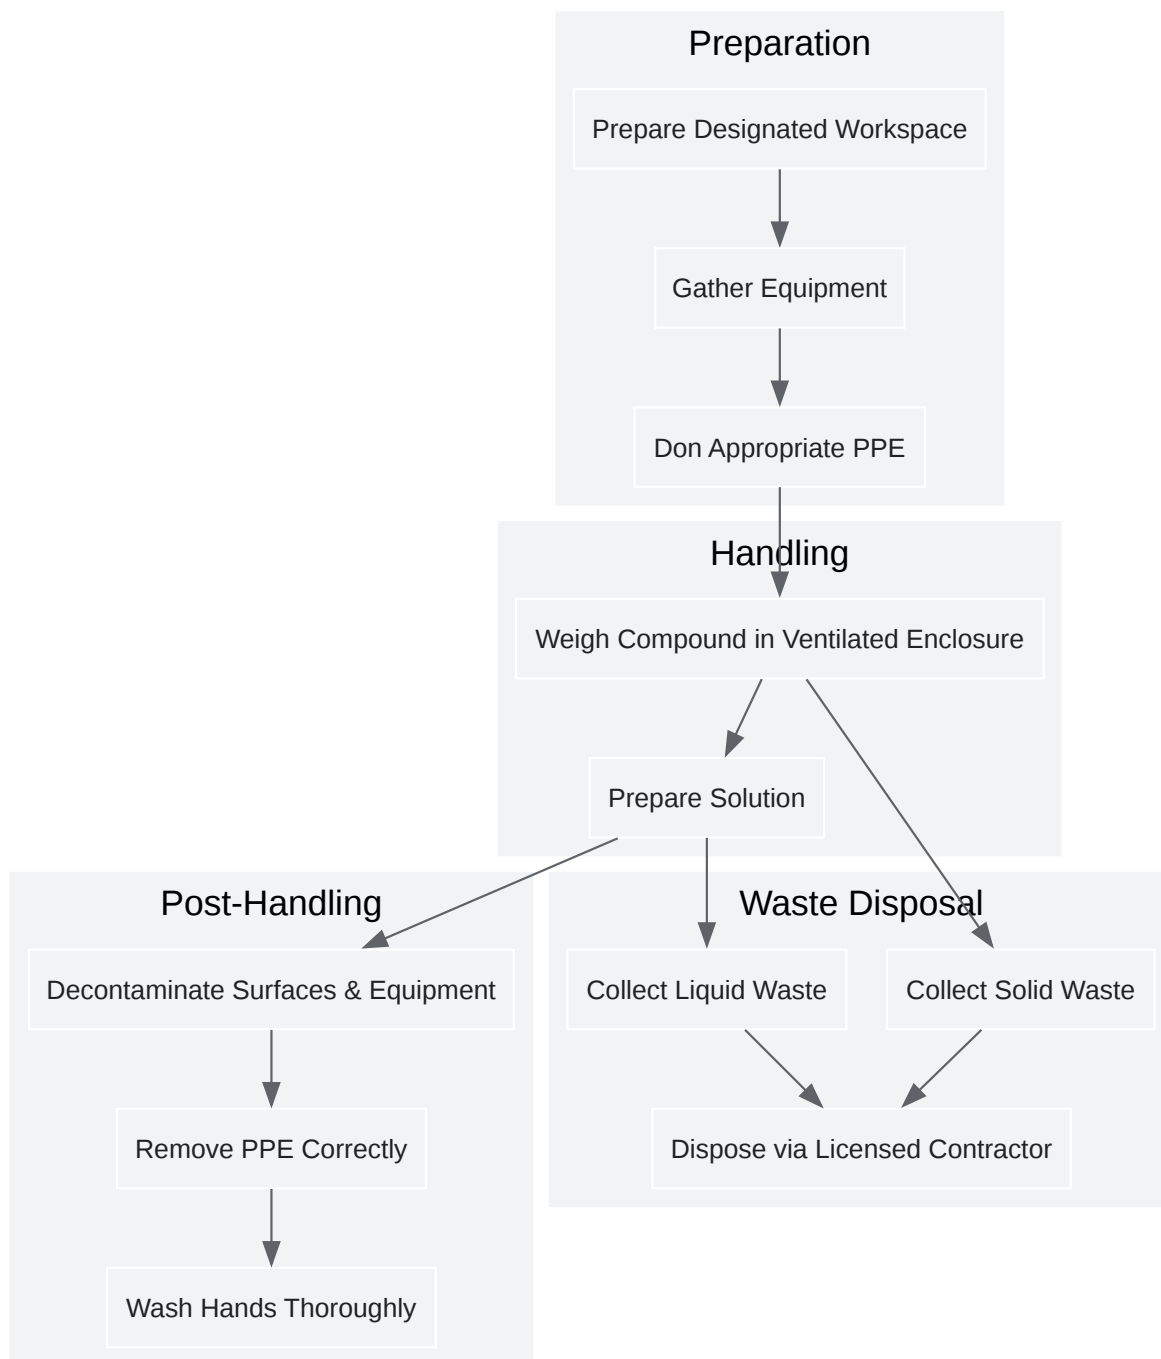 Preparation
Prepare Designated Workspace
Gather Equipment
Don Appropriate PPE
Handling
Weigh Compound in Ventilated Enclosure
Prepare Solution
Post-Handling
Decontaminate Surfaces & Equipment
Remove PPE Correctly
Wash Hands Thoroughly
Waste Disposal
Collect Liquid Waste
Collect Solid Waste
Dispose via Licensed Contractor